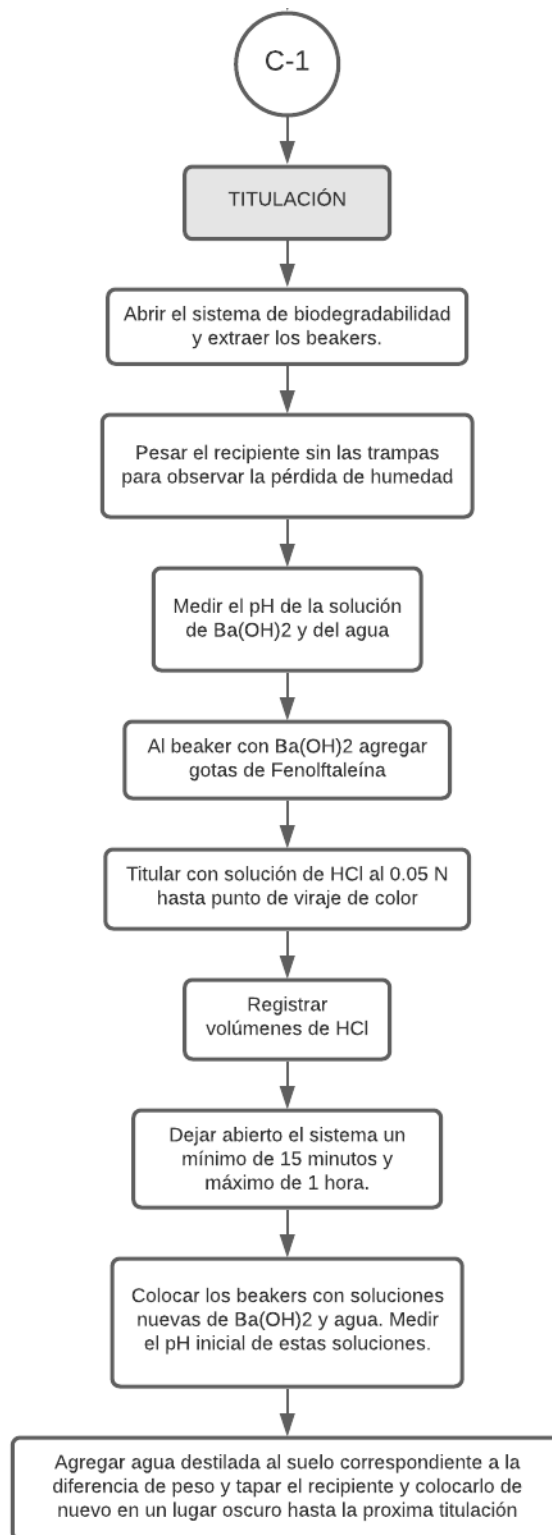 C-1
TITULACIÓN
Abrir el sistema de biodegradabilidad
y extraer los beakers.
Pesar el recipiente sin las trampas
para observar la pérdida de humedad
Medir el pH de la solución
de Ba(OH)2 y del agua
Al beaker con Ba(OH)2 agregar
gotas de Fenolftaleína
Titular con solución de HCl al 0.05 N
hasta punto de viraje de color
Registrar
volúmenes de HCl
Dejar abierto el sistema un
mínimo de 15 minutos y
máximo de 1 hora.
Colocar los beakers con soluciones
nuevas de Ba(OH)2 y agua. Medir
el pH inicial de estas soluciones.
Agregar agua destilada al suelo correspondiente a la
diferencia de peso y tapar el recipiente y colocarlo de
nuevo en un lugar oscuro hasta la proxima titulación